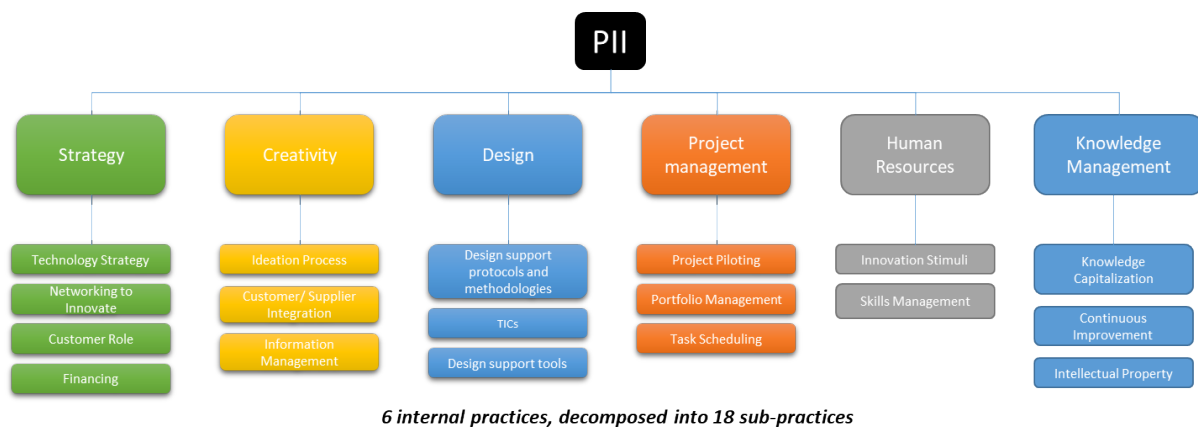 PII
Strategy
Creativity
Design
Project
management
Human
Resources
Knowledge
Management
Technology Strategy
Networking to
Innovate
Customer Role
Financing
Ideation Process
Customer/ Supplier
Integration
Information
Management
Design support
protocols and
methodologies
TICs
Design support tools
Project Piloting
Portfolio Management
Task Scheduling
Innovation Stimuli
Skills Management
Knowledge
Capitalization
Continuous
Improvement
Intellectual Property
6 internal practices, decomposed into 18 sub-practices